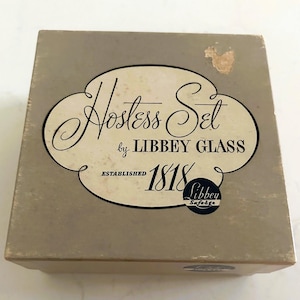 Hostess Set
by LIBBEY GLASS
ESTABLISHED 1818
Libbey
Safedge